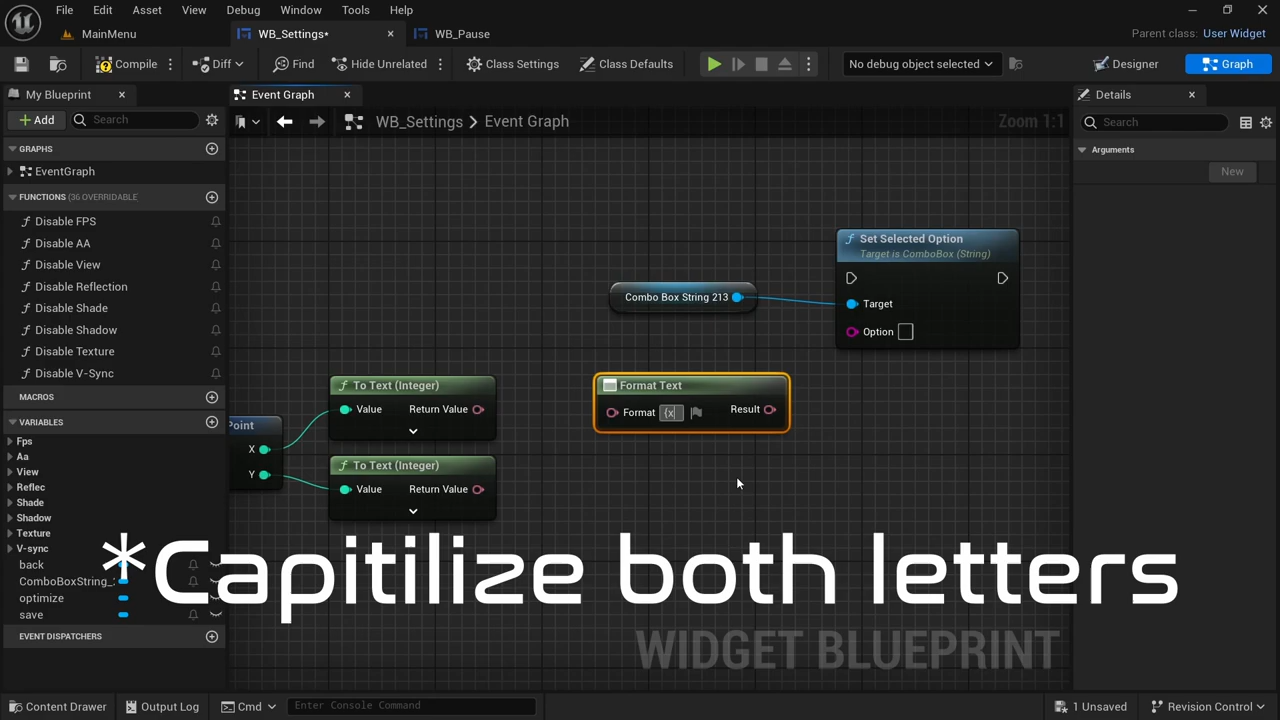 File Edit Asset View Debug Window Tools Help
MainMenu WB_Settings* WB_Pause Parent class: User Widget
Compile Diff Find Hide Unrelated Class Settings Class Defaults No debug object selected Designer Graph
My Blueprint Event Graph Details
Add Search WB_Settings > Event Graph Zoom 1:1 Search
GRAPHS
Arguments
EventGraph
New
FUNCTIONS (36 OVERRIDABLE
Disable FPS
Disable AA
Disable View
Disable Reflection
Disable Shade
Disable Shadow
Disable Texture
Disable V-Sync
MACROS
VARIABLES
Fps
Aa
View
Reflec
Shade
Shadow
Texture
V-sync
back
ComboBoxString_
optimize
save
EVENT DISPATCHERS
Set Selected Option
Target is ComboBox (String)
Combo Box String 213
Target
Option
To Text (Integer)
Value Return Value
Format Text
Format {x Result
Point
X
Y
To Text (Integer)
Value Return Value
*Capitilize both letters
WIDGET BLUEPRINT
Content Drawer Output Log Cmd Enter Console Command 1 Unsaved Revision Control